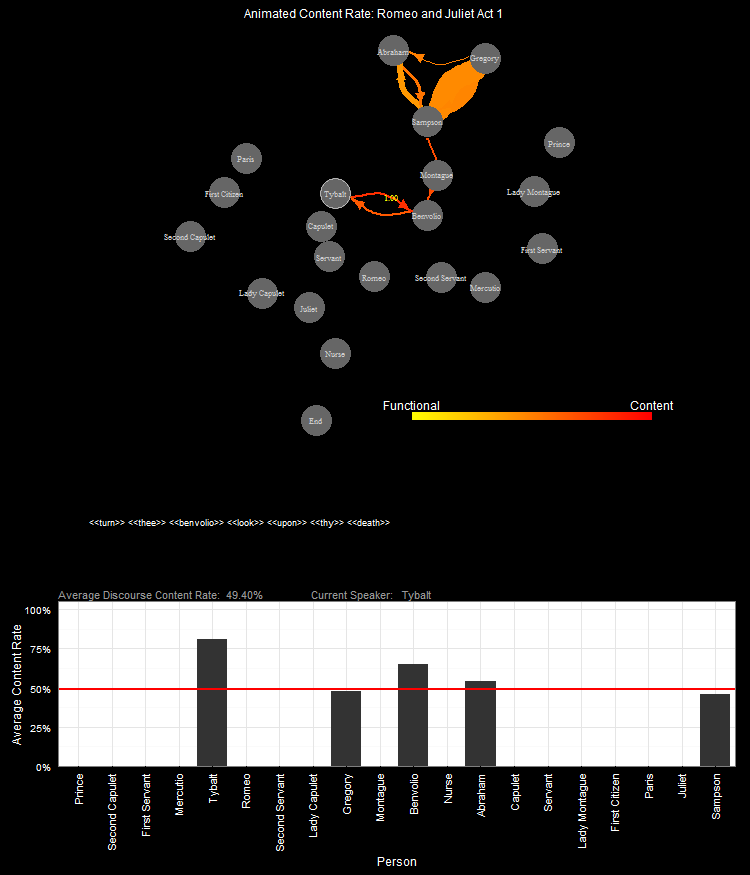 Animated Content Rate: Romeo and Juliet Act 1
Abraham
Gregory
Sampson
Prince
Paris
Montague
First Citizen
Tybalt
1.00
Lady Montague
Benvolio
Capulet
Second Capulet
First Servant
Servant
Romeo
Second Servant
Mercutio
Lady Capulet
Juliet
Nurse
Functional Content
End
<<turn>> <<thee>> <<benvolio>> <<look>> <<upon>> <<thy>> <<death>>
Average Discourse Content Rate: 49.40% Current Speaker: Tybalt
100%
75%
50%
25%
0%
Average Content Rate
Prince
Second Capulet
First Servant
Mercutio
Tybalt
Romeo
Second Servant
Lady Capulet
Gregory
Montague
Benvolio
Nurse
Abraham
Capulet
Servant
Lady Montague
First Citizen
Paris
Juliet
Sampson
Person